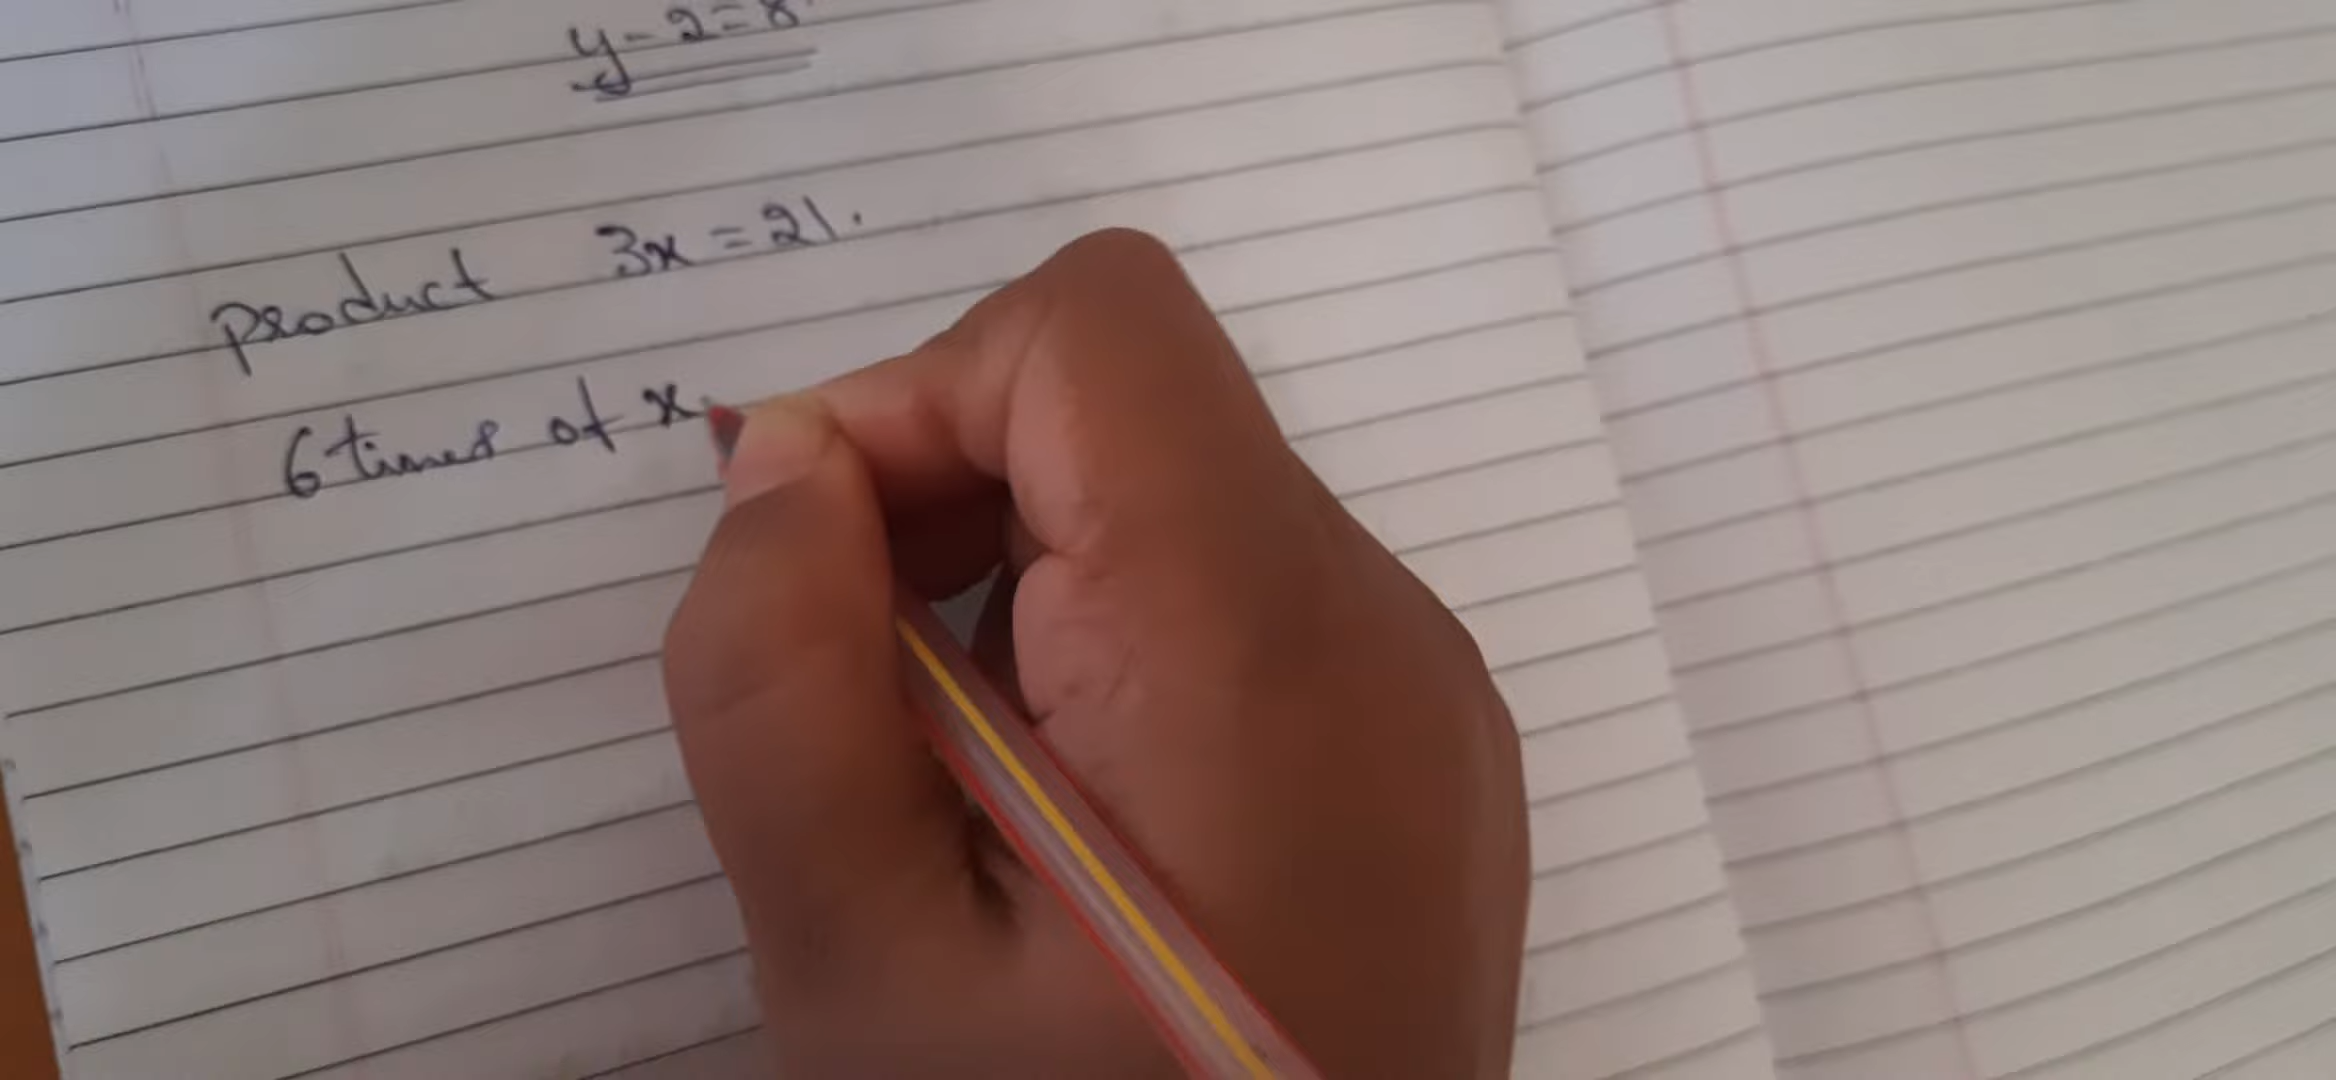 y - 2 = 8
product 3x = 21.
6 times of x